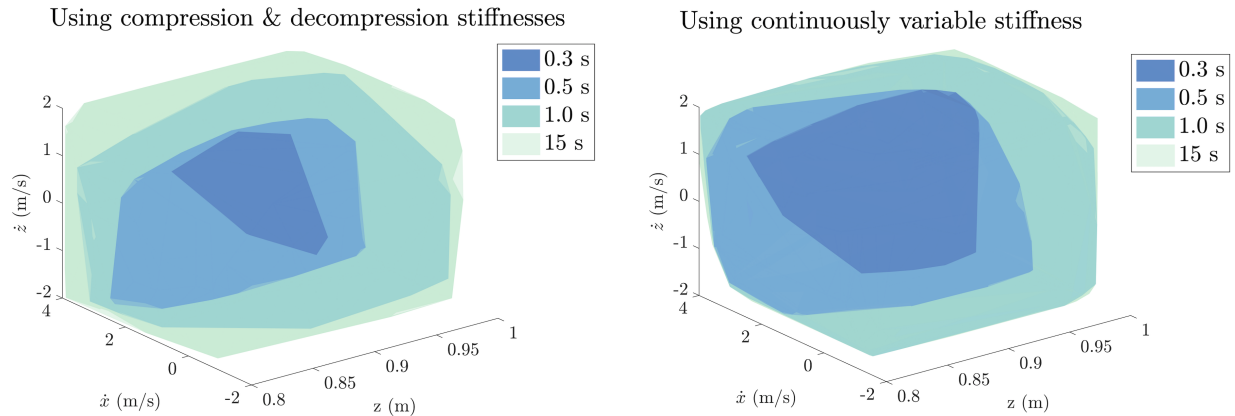 Using compression & decompression stiffnesses
0.3 s
0.5 s
1.0 s
15 s
2
1
0
-1
-2
ż (m/s)
4
2
0
-2
ẋ (m/s)
0.8
0.85
0.9
0.95
1
z (m)
Using continuously variable stiffness
0.3 s
0.5 s
1.0 s
15 s
2
1
0
-1
-2
ż (m/s)
4
2
0
-2
ẋ (m/s)
0.8
0.85
0.9
0.95
1
z (m)